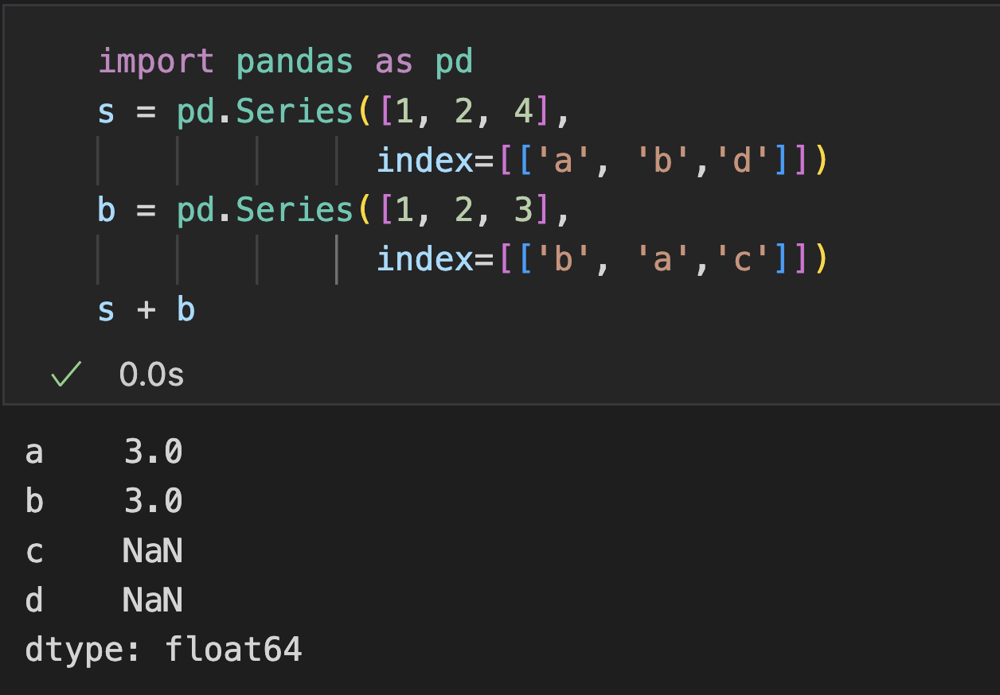 import pandas as pd
s = pd.Series([1, 2, 4],
index=[['a', 'b','d']])
b = pd.Series([1, 2, 3],
index=[['b', 'a','c']])
s + b
0.0s
a    3.0
b    3.0
c    NaN
d    NaN
dtype: float64